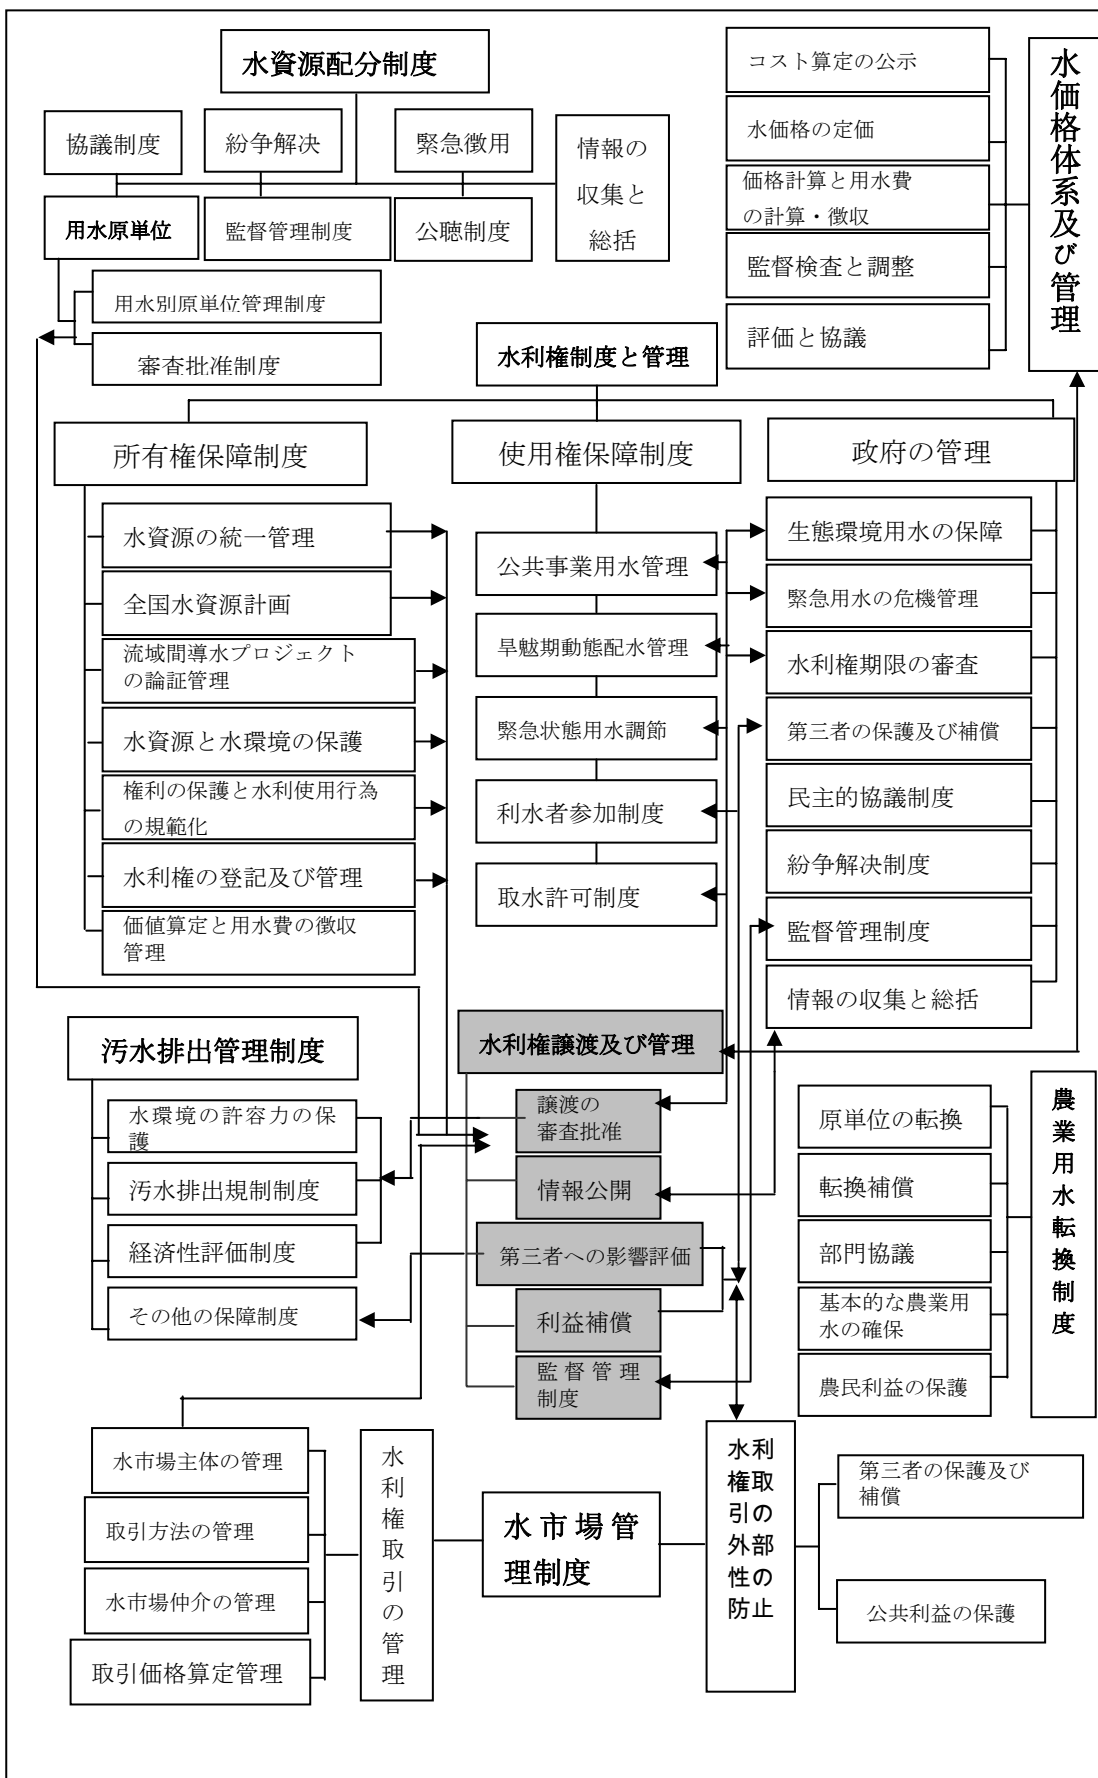 水資源配分制度
協議制度
紛争解決
緊急徴用
情報の
収集と
総括
用水原単位
監督管理制度
公聴制度
用水別原単位管理制度
審査批准制度
コスト算定の公示
水価格の定価
価格計算と用水費
の計算・徴収
監督検査と調整
評価と協議
水価格体系及び管理
水利権制度と管理
所有権保障制度
使用権保障制度
政府の管理
水資源の統一管理
全国水資源計画
流域間導水プロジェクト
の論証管理
水資源と水環境の保護
権利の保護と水利使用行為
の規範化
水利権の登記及び管理
価値算定と用水費の徴収
管理
公共事業用水管理
旱魃期動態配水管理
緊急状態用水調節
利水者参加制度
取水許可制度
生態環境用水の保障
緊急用水の危機管理
水利権期限の審査
第三者の保護及び補償
民主的協議制度
紛争解決制度
監督管理制度
情報の収集と総括
汚水排出管理制度
水環境の許容力の保
護
汚水排出規制制度
経済性評価制度
その他の保障制度
水利権譲渡及び管理
譲渡の
審査批准
情報公開
第三者への影響評価
利益補償
監督管理
制度
原単位の転換
転換補償
部門協議
基本的な農業用
水の確保
農民利益の保護
農業用水転換制度
水市場主体の管理
取引方法の管理
水市場仲介の管理
取引価格算定管理
水利権取引の管理
水市場管
理制度
水利
権取
引の
外部
性の
防止
第三者の保護及び
補償
公共利益の保護